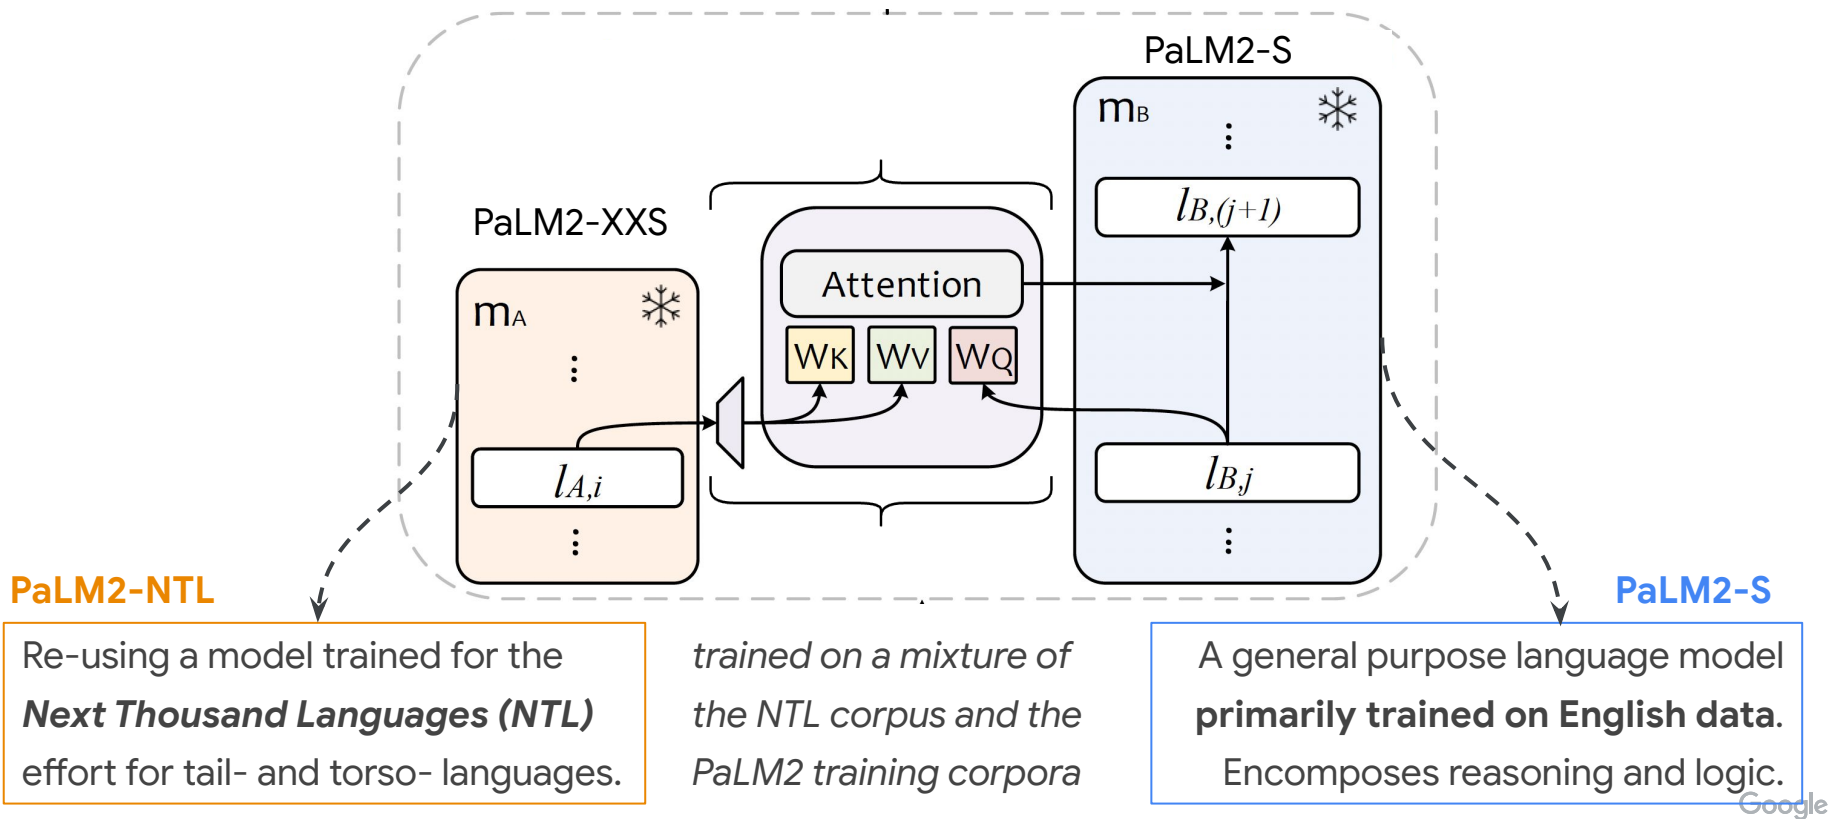 PaLM2-S
mB
lB,(j+1)
PaLM2-XXS
Attention
mA
WK WV WQ
lA,i
lB,j
PaLM2-NTL
PaLM2-S
Re-using a model trained for the
Next Thousand Languages (NTL)
effort for tail- and torso- languages.
trained on a mixture of
the NTL corpus and the
PaLM2 training corpora
A general purpose language model
primarily trained on English data.
Encomposes reasoning and logic.
Google